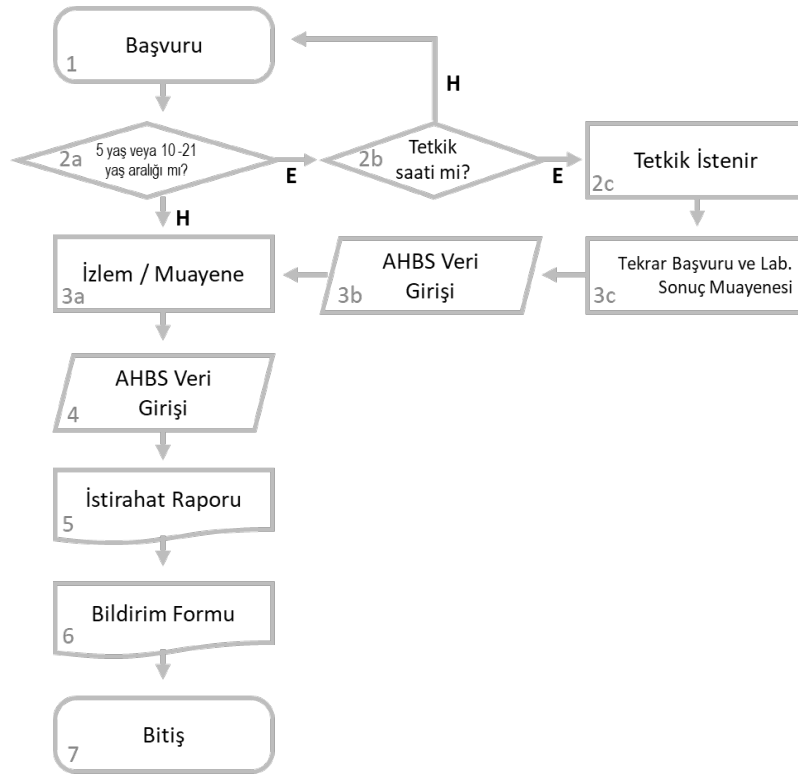 Başvuru
1
H
2a
5 yaş veya 10-21
yaş aralığı mı?
E
2b
Tetkik
saati mi?
E
Tetkik İstenir
2c
H
İzlem / Muayene
3a
AHBS Veri
Girişi
3b
Tekrar Başvuru ve Lab.
Sonuç Muayenesi
3c
AHBS Veri
Girişi
4
İstirahat Raporu
5
Bildirim Formu
6
Bitiş
7